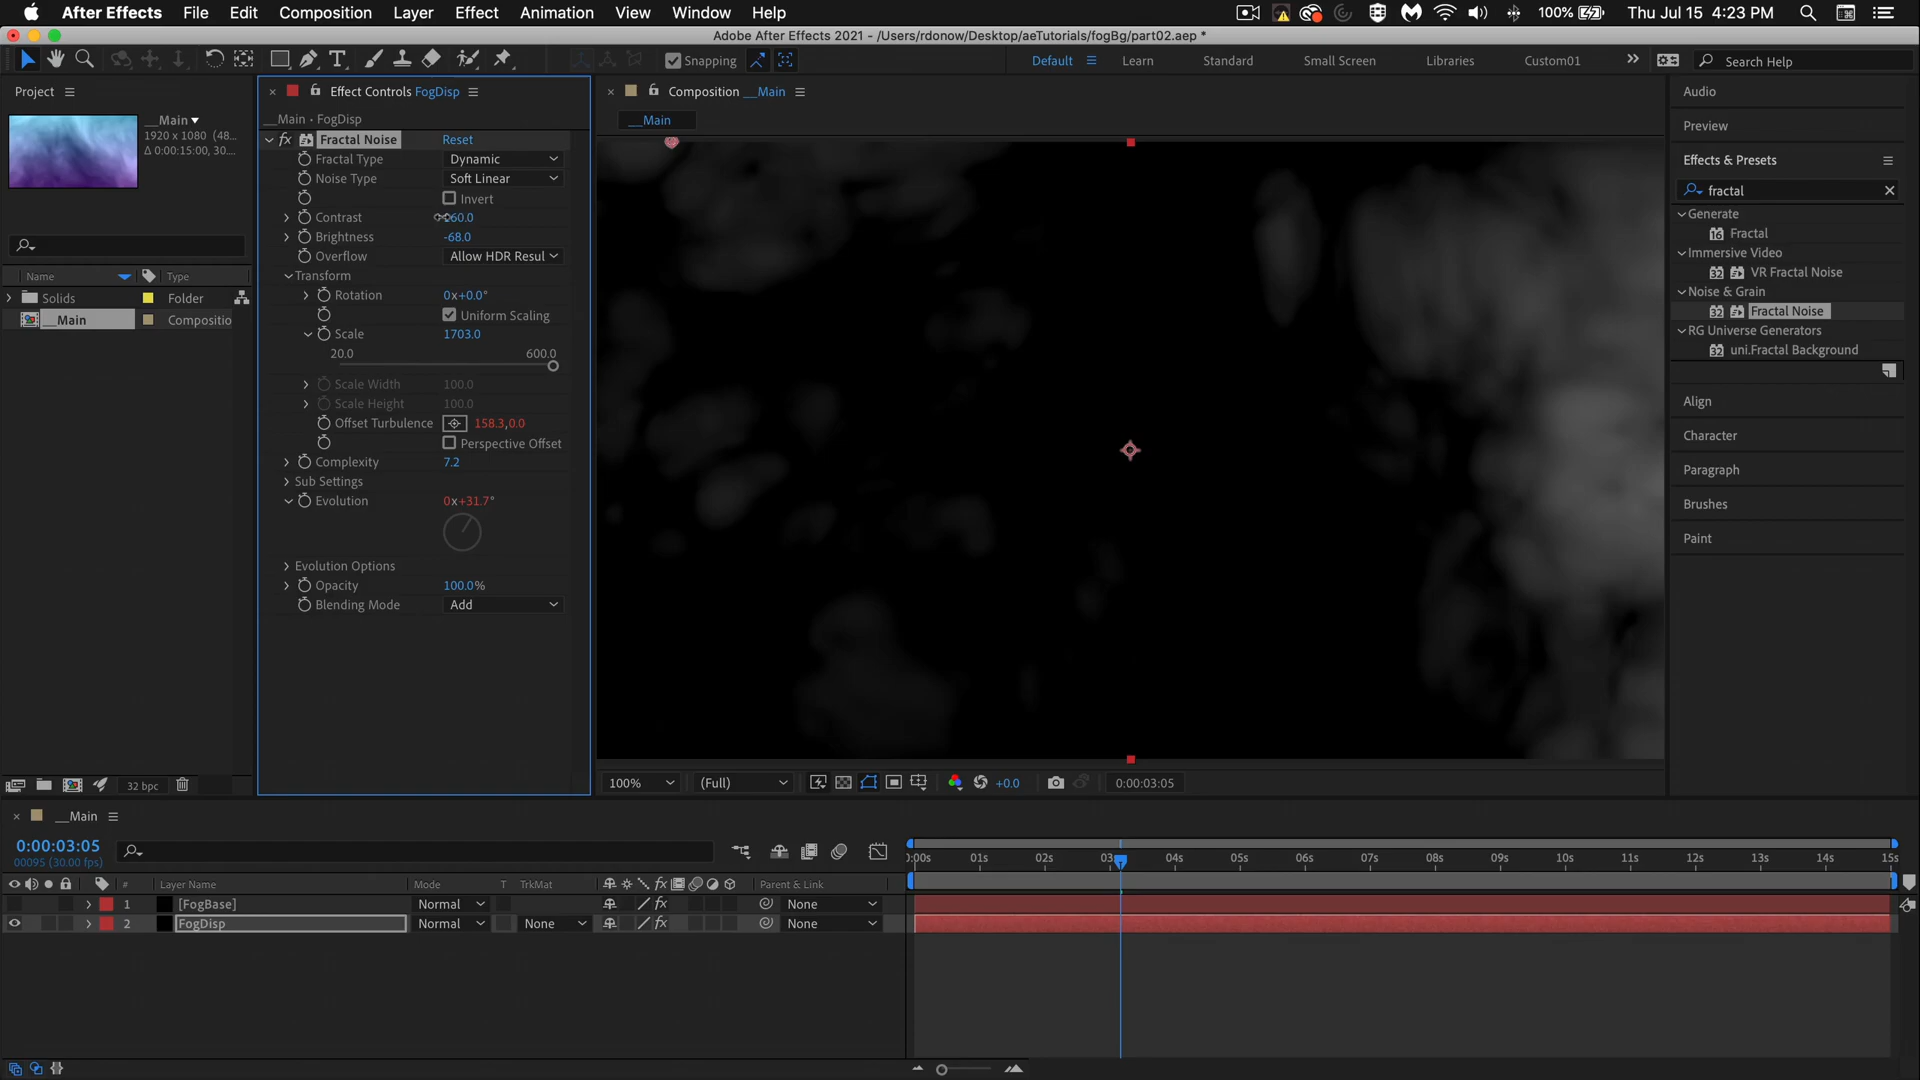 After Effects File Edit Composition Layer Effect Animation View Window Help 100% Thu Jul 15 4:23 PM
Adobe After Effects 2021 - /Users/rdonow/Desktop/aeTutorials/fogBg/part02.aep *
Snapping Default Learn Standard Small Screen Libraries Custom01 Search Help
Project
__Main
1920 x 1080 (48...
Δ 0:00:15:00, 30....
Name Type
Solids Folder
__Main Compositio
32 bpc
Effect Controls FogDisp
__Main • FogDisp
fx Fractal Noise Reset
Fractal Type Dynamic
Noise Type Soft Linear
Invert
Contrast
Brightness -68.0
Overflow Allow HDR Resul
Transform
Rotation 0x+0.0°
Uniform Scaling
Scale 1703.0
20.0 600.0
Scale Width 100.0
Scale Height 100.0
Offset Turbulence 158.3,0.0
Perspective Offset
Complexity 7.2
Sub Settings
Evolution 0x+31.7°
Evolution Options
Opacity 100.0%
Blending Mode Add
Composition __Main
__Main
100% (Full) +0.0 0:00:03:05
Audio
Preview
Effects & Presets
fractal
Generate
16 Fractal
Immersive Video
32 VR Fractal Noise
Noise & Grain
32 Fractal Noise
RG Universe Generators
32 uni.Fractal Background
Align
Character
Paragraph
Brushes
Paint
__Main
0:00:03:05
00095 (30.00 fps)
:00s 01s 02s 03 04s 05s 06s 07s 08s 09s 10s 11s 12s 13s 14s 15s
# Layer Name Mode T TrkMat fx Parent & Link
1 [FogBase] Normal fx None
2 FogDisp Normal None fx None